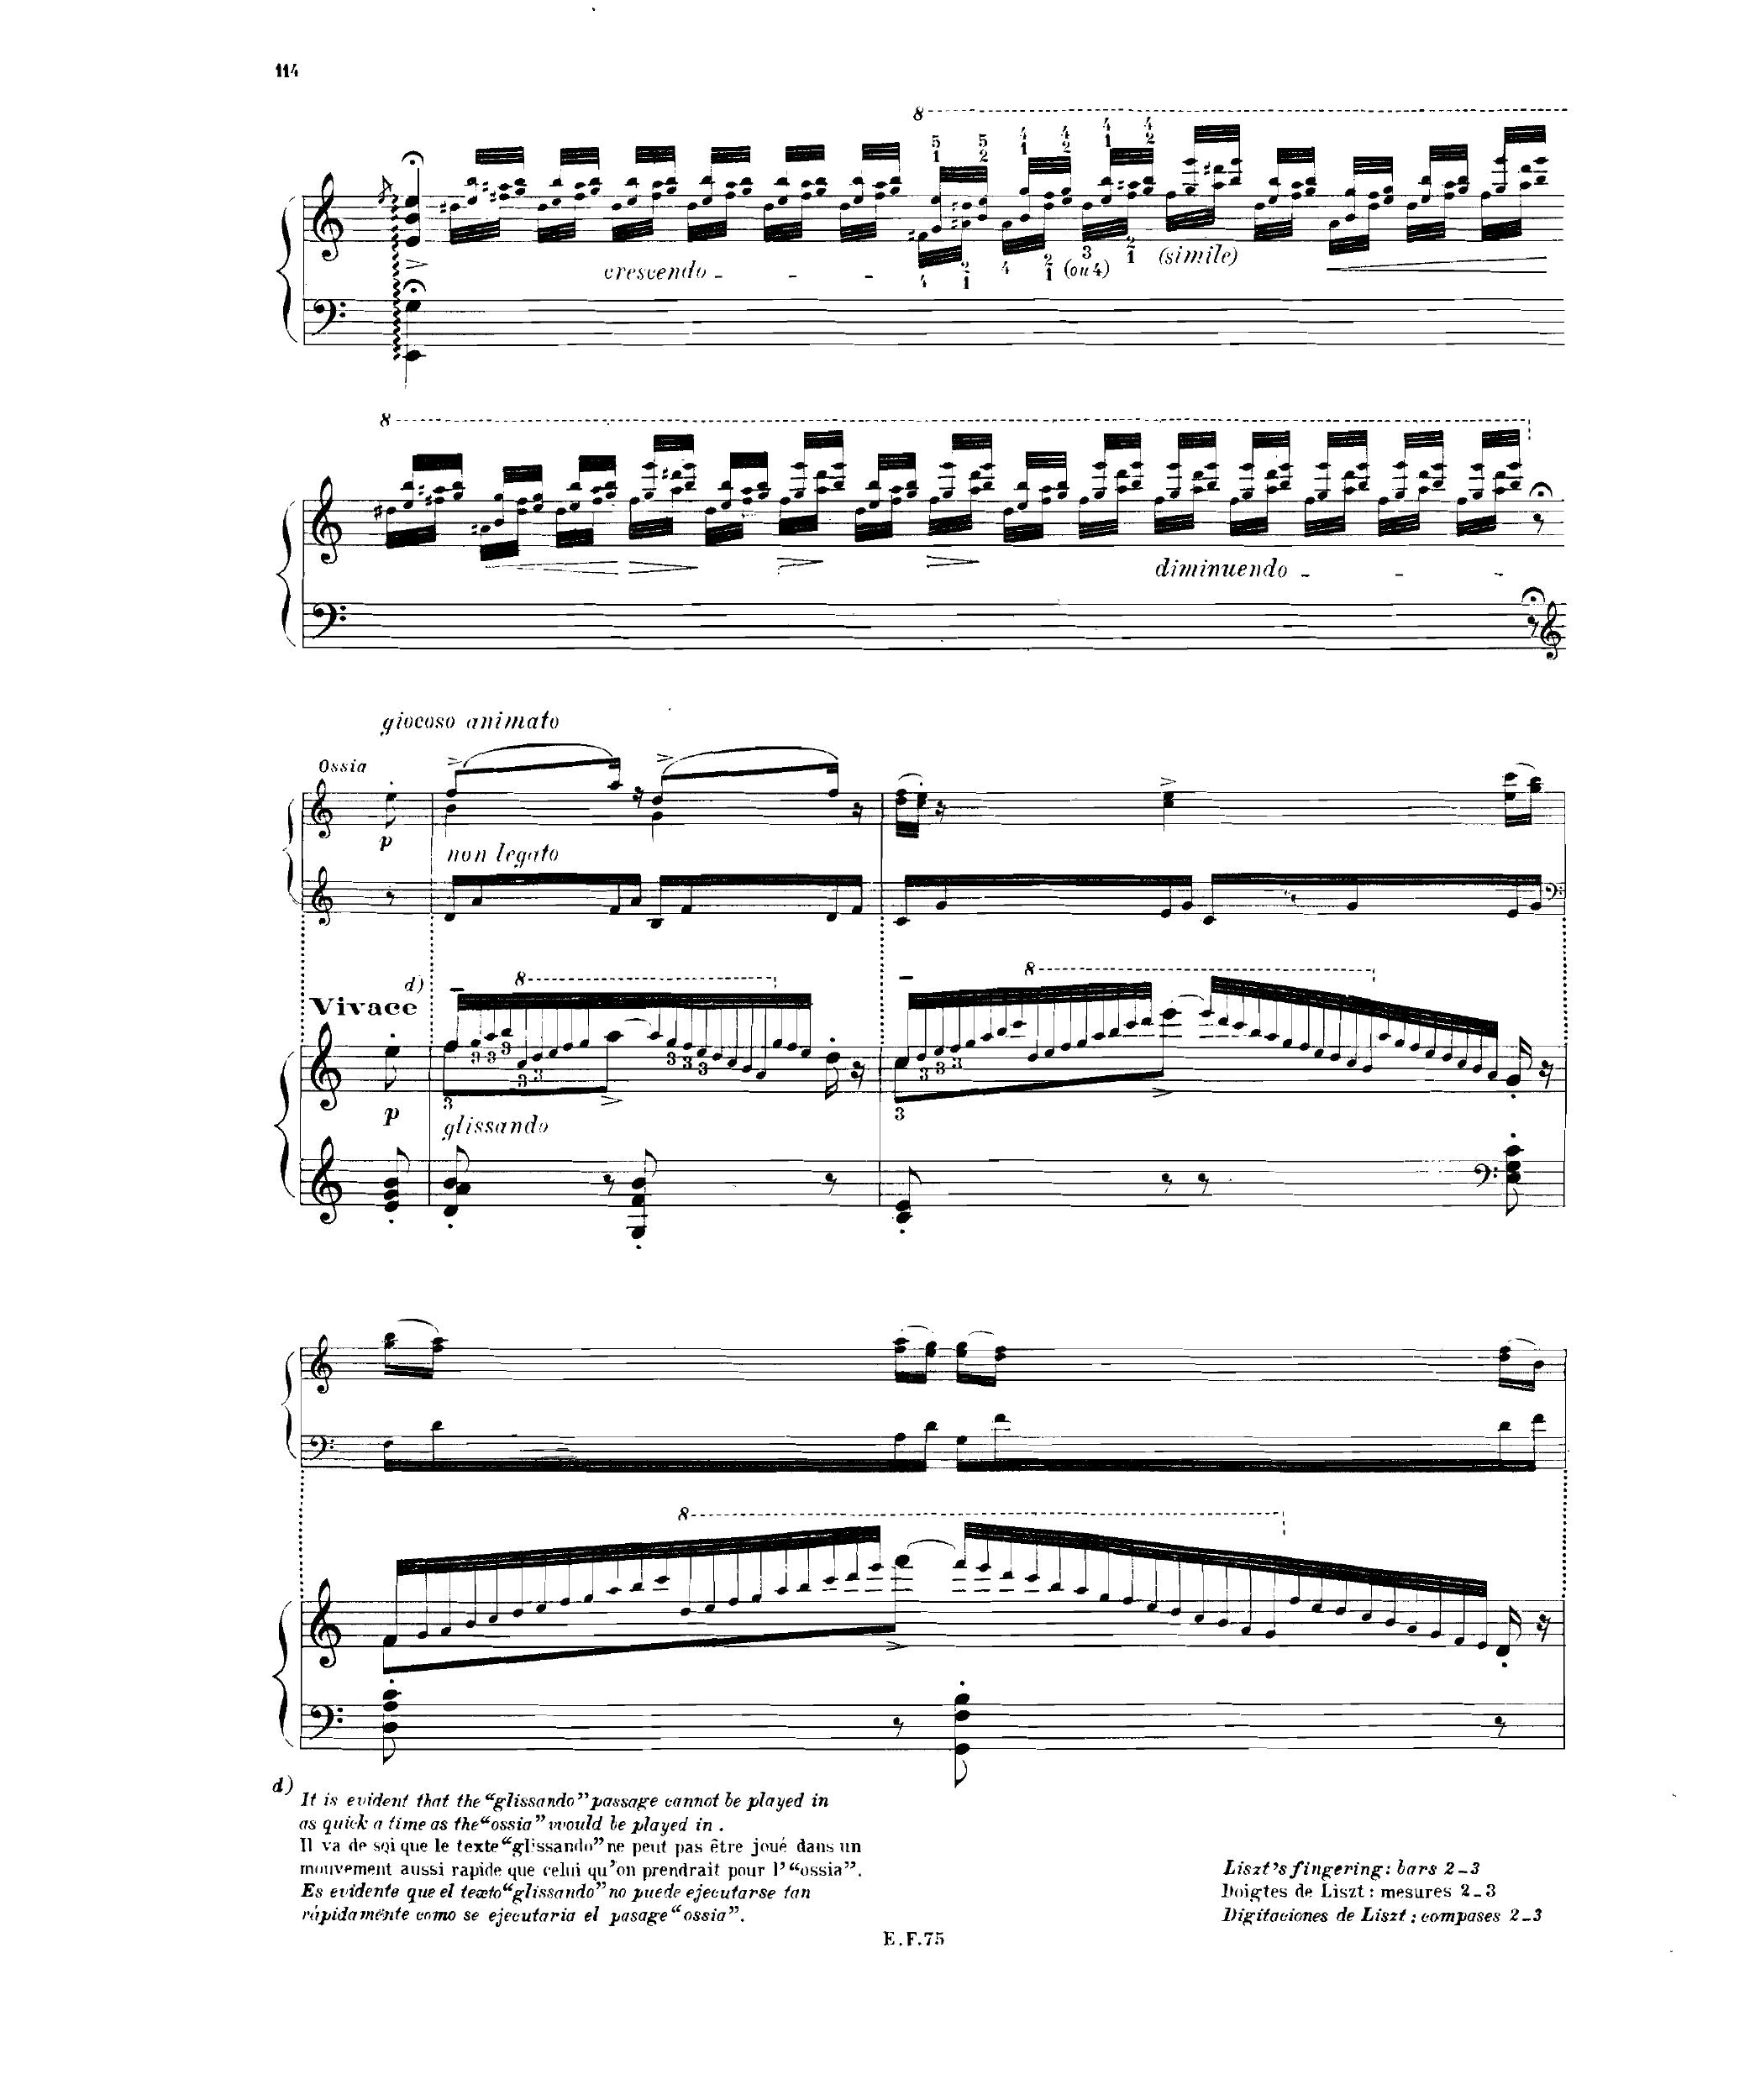 114
8
5 5 4 4 4 4
1 2 1 2 1 2
crescendo
4 2 4 2 (ou4) 3 2 (simile)
1 1 1
8
diminuendo
giocoso animato
Ossia
p
non legato
d)
8
8
Vivace
3 3 3 3 3 3 3 3
3 3 3
p
3
3
glissando
8
d)
It is evident that the “glissando” passage cannot be played in
as quick a time as the “ossia” would be played in.
Il va de soi que le texte “glissando” ne peut pas être joué dans un
mouvement aussi rapide que celui qu’on prendrait pour l’ “ossia”.
Es evidente que el texto “glissando” no puede ejecutarse tan
rápidamente como se ejecutaria el pasage “ossia”.
Liszt’s fingering: bars 2-3
Doigtes de Liszt: mesures 2-3
Digitaciones de Liszt: compases 2-3
E.F.75